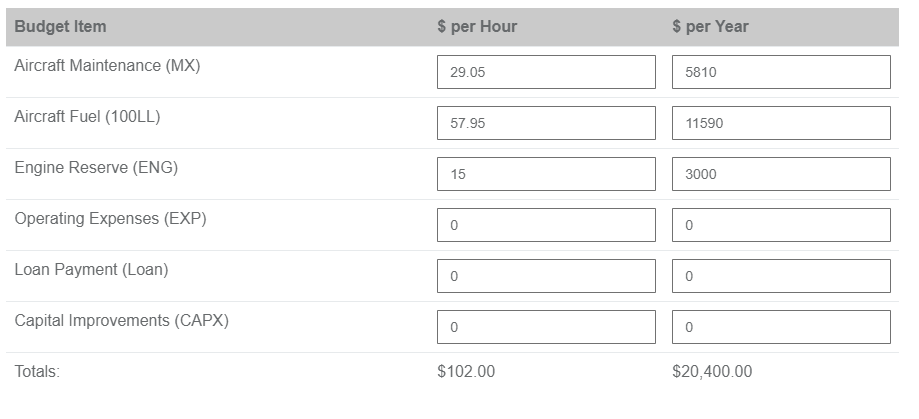 Budget Item $ per Hour $ per Year
Aircraft Maintenance (MX) 29.05 5810
Aircraft Fuel (100LL) 57.95 11590
Engine Reserve (ENG) 15 3000
Operating Expenses (EXP) 0 0
Loan Payment (Loan) 0 0
Capital Improvements (CAPX) 0 0
Totals: $102.00 $20,400.00